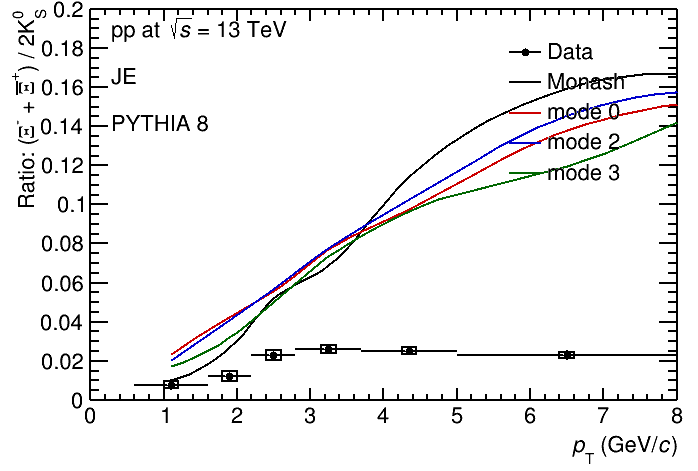 Ratio: (Ξ⁻ + Ξ̅⁺) / 2K⁰S
0.2
0.18
0.16
0.14
0.12
0.1
0.08
0.06
0.04
0.02
0
pp at √s = 13 TeV
JE
PYTHIA 8
Data
Monash
mode 0
mode 2
mode 3
0 1 2 3 4 5 6 7 8
pT (GeV/c)